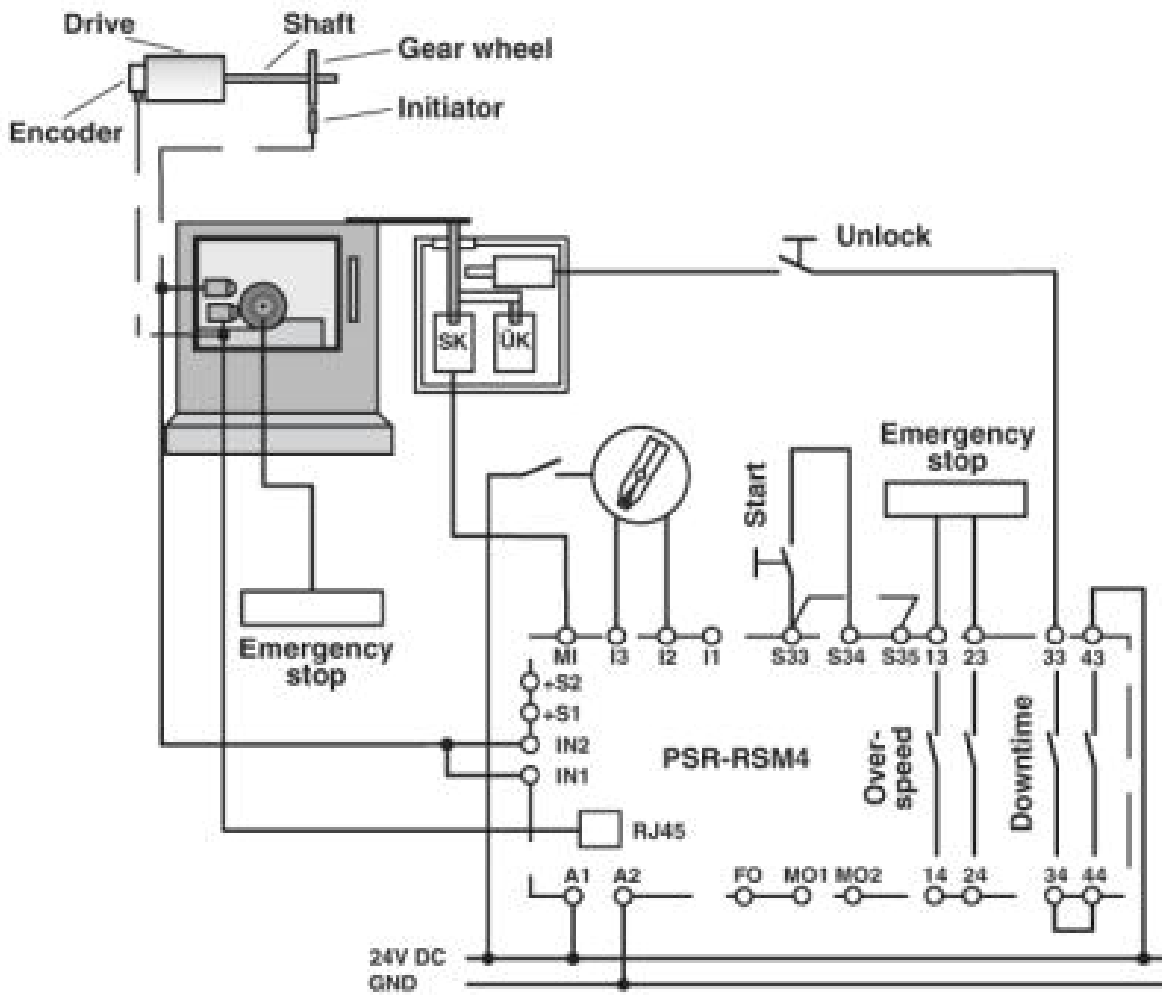 Drive
Shaft
Gear wheel
Initiator
Encoder
Unlock
SK
ÜK
Emergency
stop
Start
Emergency
stop
MI
I3
I2
I1
S33
S34
S35
13
23
33
43
+S2
+S1
IN2
IN1
PSR-RSM4
Over-
speed
Downtime
RJ45
A1
A2
FO
MO1
MO2
14
24
34
44
24V DC
GND